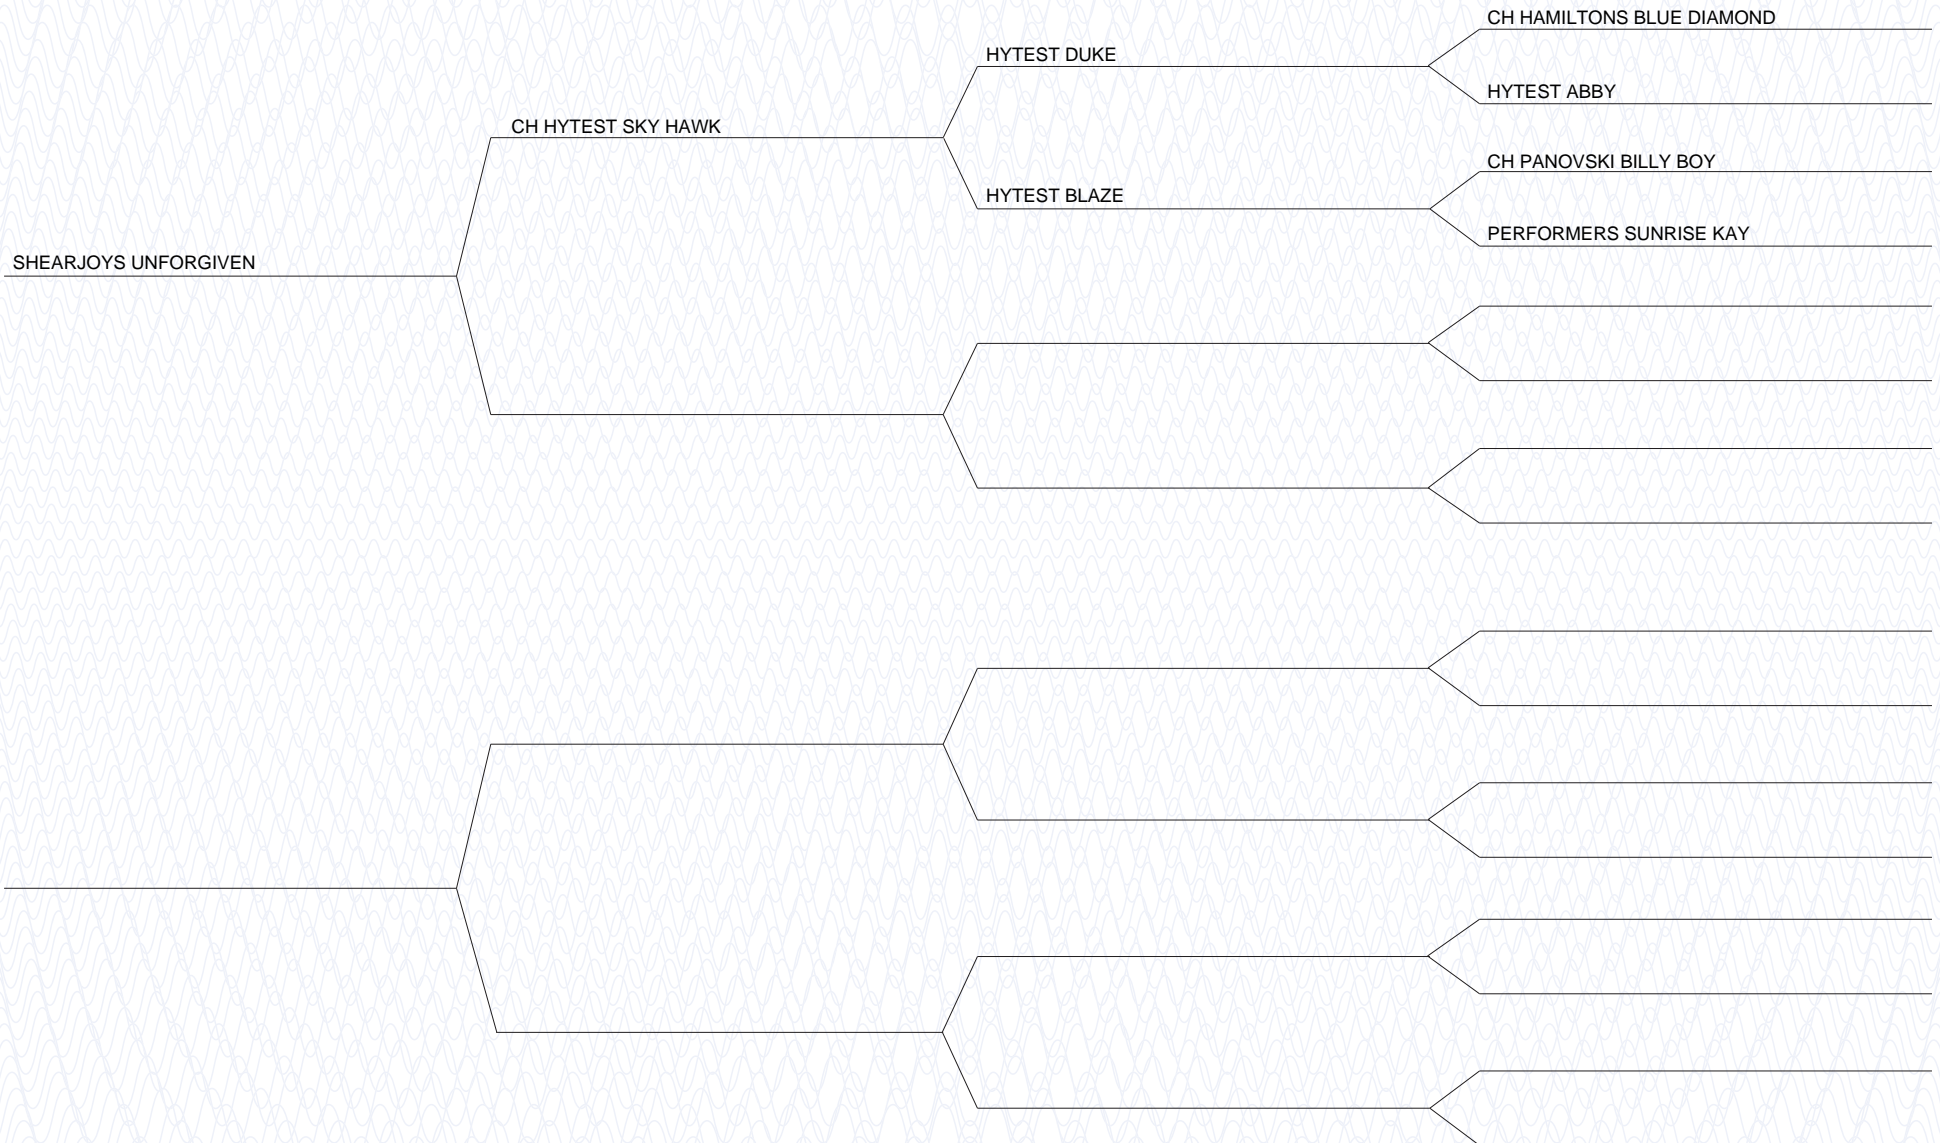 CH HAMILTONS BLUE DIAMOND
HYTEST DUKE
HYTEST ABBY
CH HYTEST SKY HAWK
CH PANOVSKI BILLY BOY
HYTEST BLAZE
PERFORMERS SUNRISE KAY
SHEARJOYS UNFORGIVEN